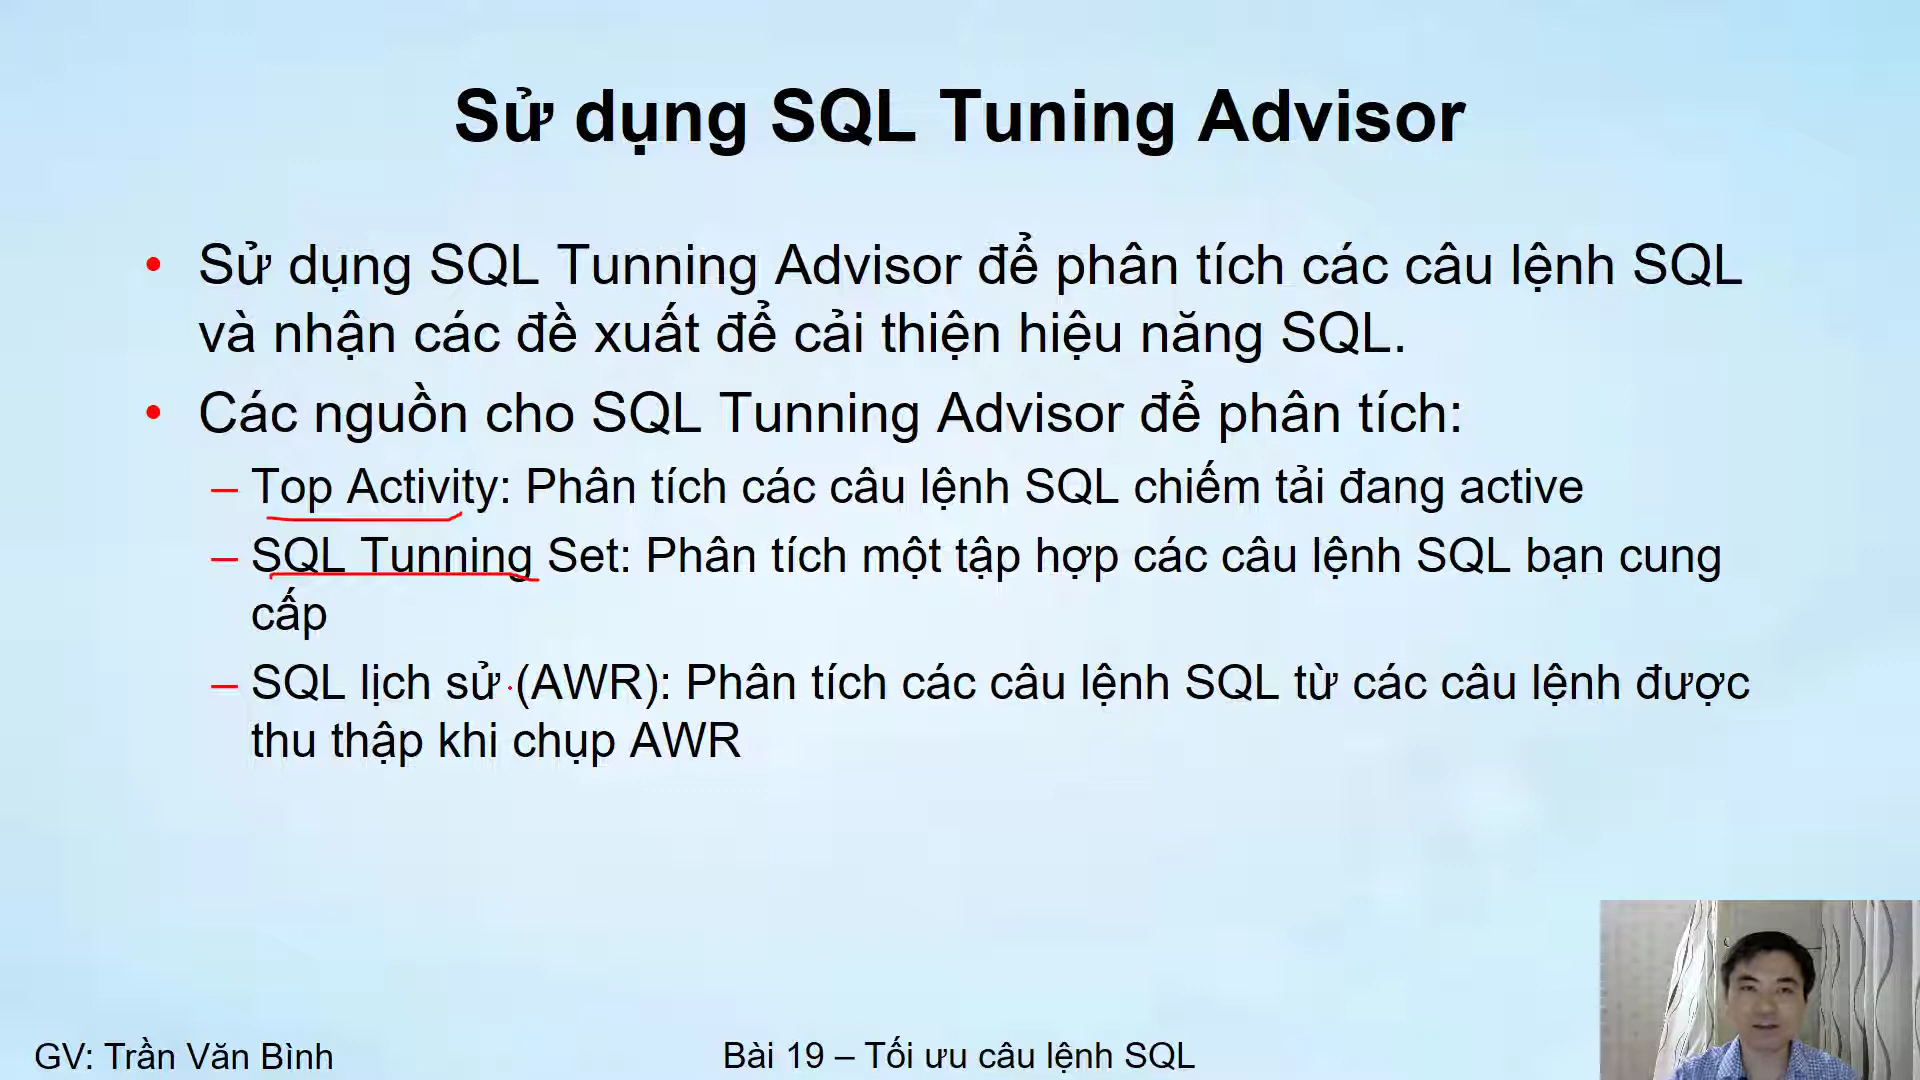 Sử dụng SQL Tuning Advisor
• Sử dụng SQL Tunning Advisor để phân tích các câu lệnh SQL
và nhận các đề xuất để cải thiện hiệu năng SQL.
• Các nguồn cho SQL Tunning Advisor để phân tích:
– Top Activity: Phân tích các câu lệnh SQL chiếm tải đang active
– SQL Tunning Set: Phân tích một tập hợp các câu lệnh SQL bạn cung
cấp
– SQL lịch sử (AWR): Phân tích các câu lệnh SQL từ các câu lệnh được
thu thập khi chụp AWR
GV: Trần Văn Bình
Bài 19 – Tối ưu câu lệnh SQL